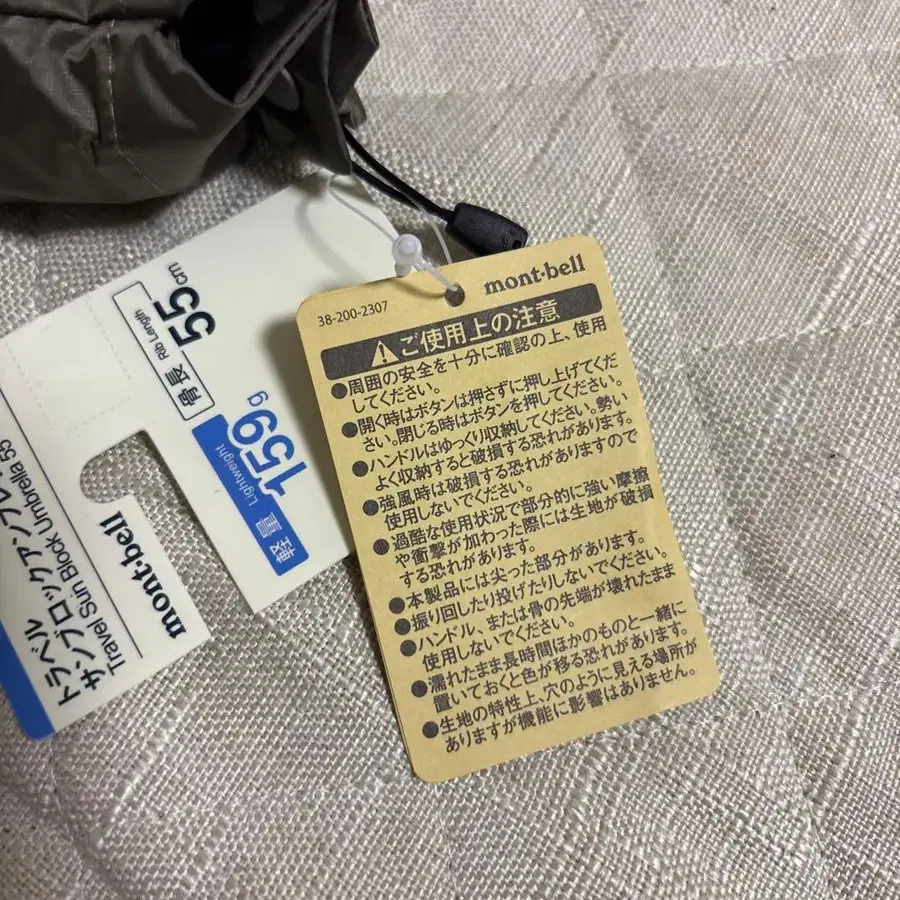 mont-bell
38-200-2307
ご使用上の注意
●周囲の安全を十分に確認の上、使用
してください。
●開く時はボタンは押さずに押し上げてくだ
さい。閉じる時はボタンを押してください。
●ハンドルはゆっくり収納してください。勢い
よく収納すると破損する恐れがあります。
●強風時は破損する恐れがありますので
使用しないでください。
●過酷な使用状況で部分的に強い摩擦
や衝撃が加わった際には生地が破損
する恐れがあります。
●本製品には尖った部分があります。
●振り回したり投げたりしないでください。
●ハンドル、または骨の先端が壊れたまま
使用しないでください。
●濡れたまま長時間ほかのものと一緒に
置いておくと色が移る恐れがあります。
●生地の特性上、穴のように見える場所が
ありますが機能に影響はありません。
骨長 Rib Length 55cm
軽量 Lightweight 159g
mont-bell
トラベル
サンブロックアンブレラ 55
Travel Sun Block Umbrella 55